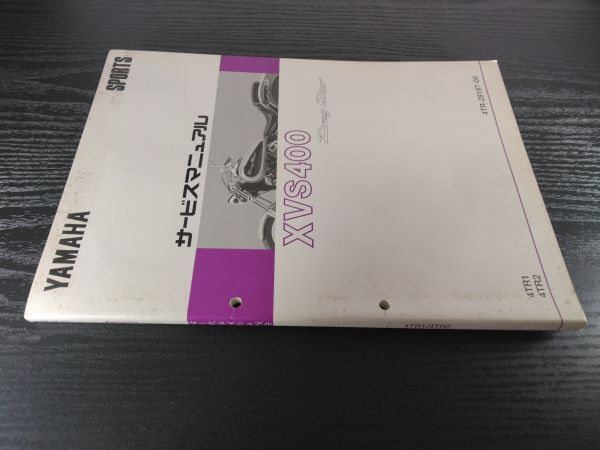 YAMAHA
SPORTS
サービスマニュアル
XVS400
Drag Star
4TR1
4TR2
4TR-28197-00
サービスマニュアル
4TR1/4TR2